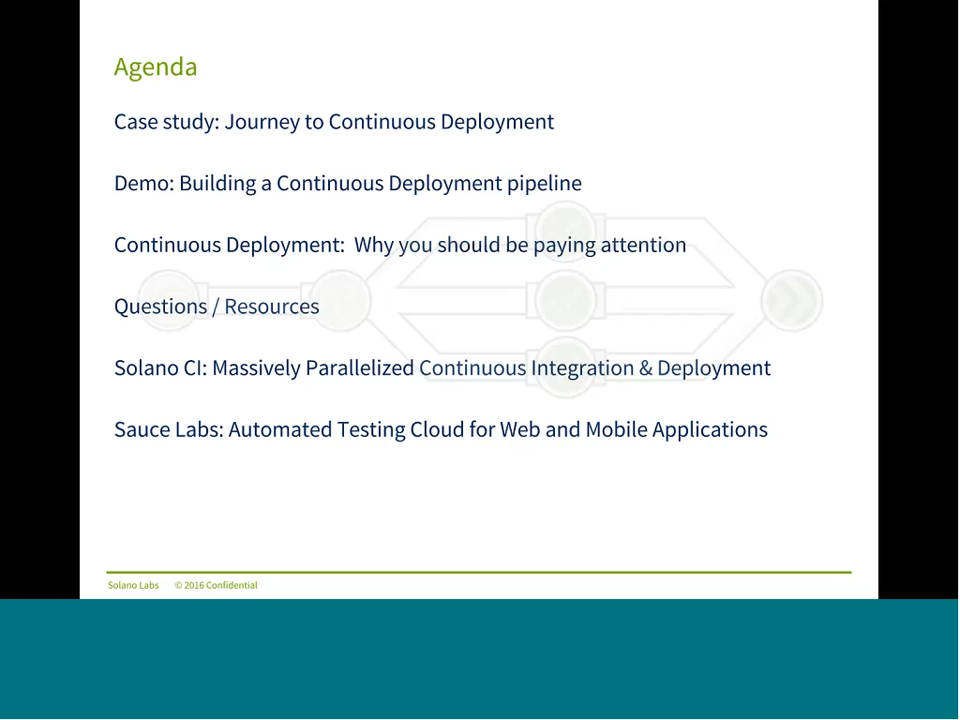 Agenda
Case study: Journey to Continuous Deployment
Demo: Building a Continuous Deployment pipeline
Continuous Deployment:  Why you should be paying attention
Questions / Resources
Solano CI: Massively Parallelized Continuous Integration & Deployment
Sauce Labs: Automated Testing Cloud for Web and Mobile Applications
Solano Labs © 2016 Confidential